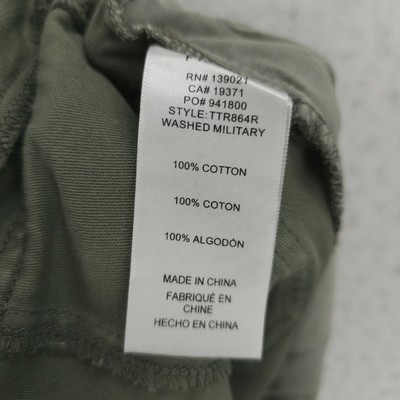 RN# 139021
CA# 19371
PO# 941800
STYLE: TTR864R
WASHED MILITARY
100% COTTON
100% COTON
100% ALGODÓN
MADE IN CHINA
FABRIQUÉ EN
CHINE
HECHO EN CHINA